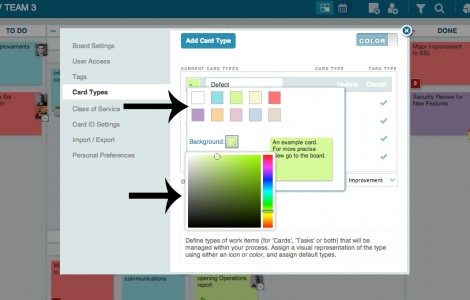 TEAM 3
TO DO
DONE
Board Settings
User Access
Tags
Card Types
Class of Service
Card ID Settings
Import / Export
Personal Preferences
Add Card Type
COLOR
CURRENT CARD TYPES
CARD TYPE
TASK TYPE
Defect
Update
Cancel
Background:
An example card.
For more precise
view go to the board.
Improvement
Define types of work items (for 'Cards', 'Tasks' or both) that will be
managed within your process. Assign a visual representation of the type
using either an icon or color, and assign default types.
Improvements
Major Improvement
to SSL
Security Review for
New Features
communications
opening Operations
report